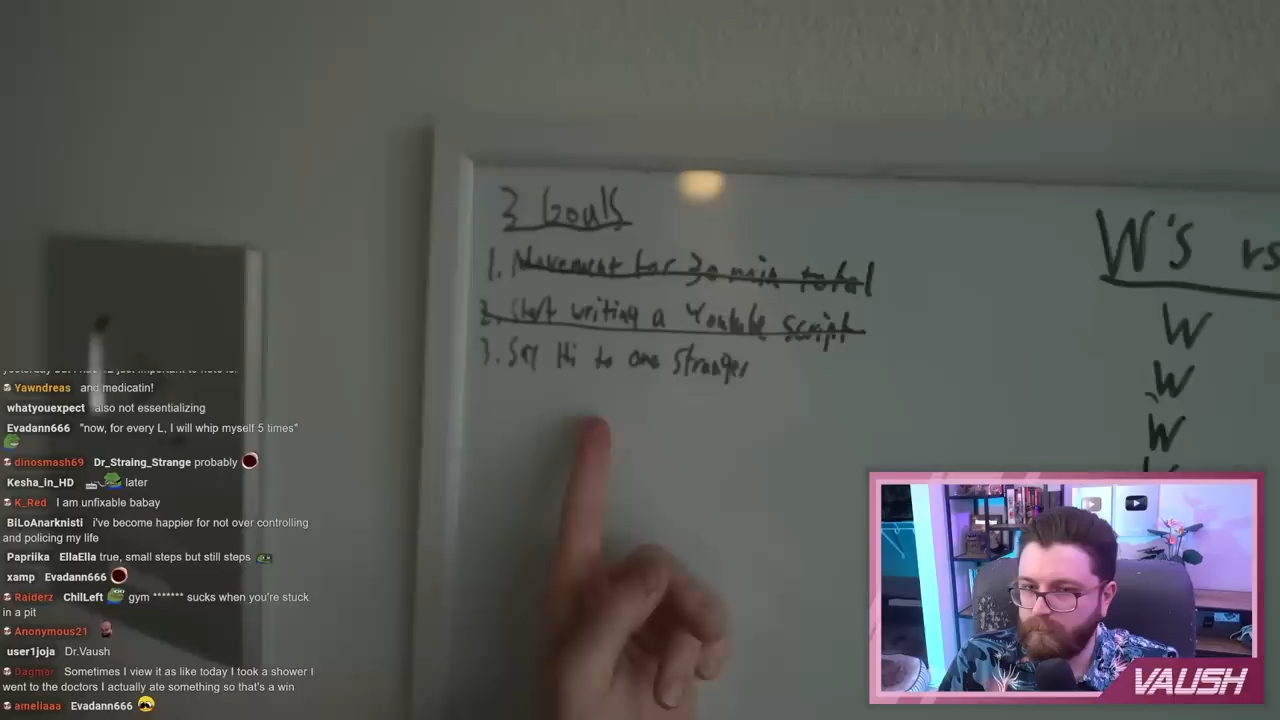 3 Goals
1. Movement for 30 min total
2. Start writing a Youtube script
3. Say Hi to one Stranger
W's vs
W
W
W
Yawndreas and medicatin!
whatyouexpect also not essentializing
Evadann666 "now, for every L, I will whip myself 5 times"
dinosmash69 Dr_Straing_Strange probably
Kesha_in_HD later
K_Red I am unfixable babay
BiLoAnarknisti i've become happier for not over controlling
and policing my life
Papriika EllaElla true, small steps but still steps
xamp Evadann666
Raiderz ChilLeft gym ******* sucks when you're stuck
in a pit
Anonymous21
user1joja Dr.Vaush
Dagmar Sometimes I view it as like today I took a shower I
went to the doctors I actually ate something so that's a win
ameliaaa Evadann666
VAUSH